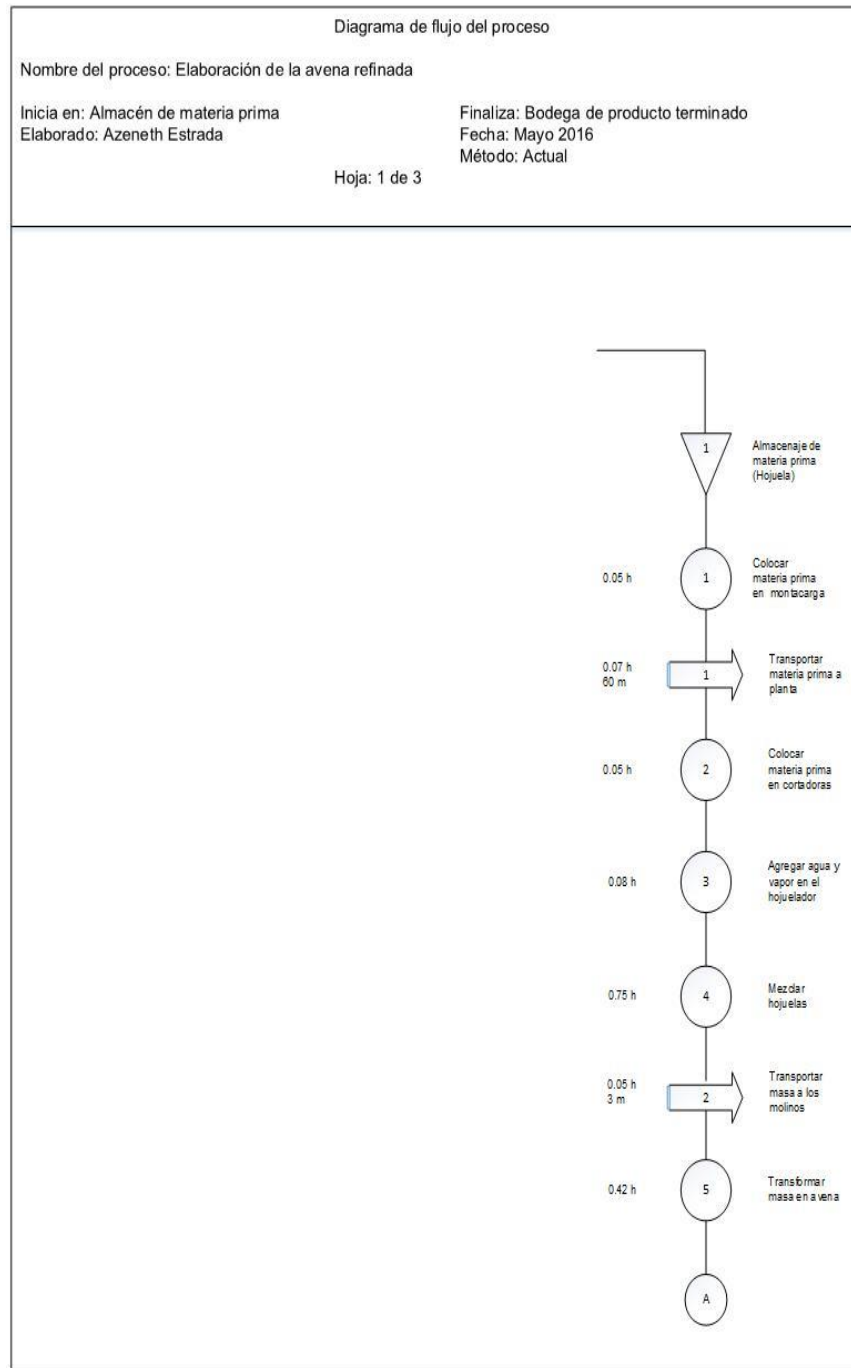 Diagrama de flujo del proceso
Nombre del proceso: Elaboración de la avena refinada
Inicia en: Almacén de materia prima
Finaliza: Bodega de producto terminado
Elaborado: Azeneth Estrada
Fecha: Mayo 2016
Método: Actual
Hoja: 1 de 3
1
Almacenaje de
materia prima
(Hojuela)
0.05 h
1
Colocar
materia prima
en montacarga
0.07 h
60 m
1
Transportar
materia prima a
planta
0.05 h
2
Colocar
materia prima
en cortadoras
0.08 h
3
Agregar agua y
vapor en el
hojuelador
0.75 h
4
Mezclar
hojuelas
0.05 h
3 m
2
Transportar
masa a los
molinos
0.42 h
5
Transformar
masa en avena
A